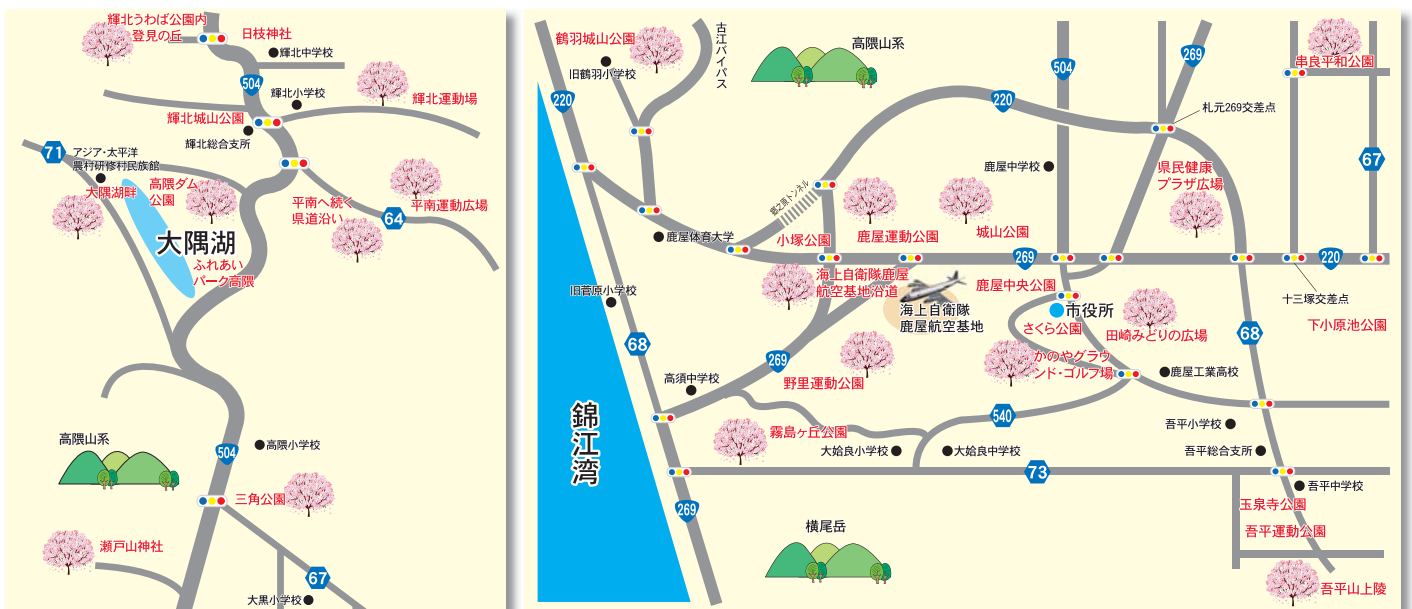 輝北うわば公園内
登見の丘
日枝神社
輝北中学校
504
輝北小学校
輝北運動場
輝北城山公園
輝北総合支所
71
アジア・太平洋
農村研修村民族館
大隅湖畔
高隈ダム
公園
平南へ続く
県道沿い
平南運動広場
64
大隅湖
ふれあい
パーク高隈
高隈山系
504
高隈小学校
三角公園
瀬戸山神社
67
大黒小学校
鶴羽城山公園
旧鶴羽小学校
古江バイパス
高隈山系
220
504
269
串良平和公園
220
札元269交差点
67
鹿屋中学校
県民健康
プラザ広場
郷之原トンネル
鹿屋体育大学
小塚公園
鹿屋運動公園
城山公園
269
220
海上自衛隊鹿屋
航空基地沿道
鹿屋中央公園
十三塚交差点
旧菅原小学校
海上自衛隊
鹿屋航空基地
市役所
さくら公園
田崎みどりの広場
下小原池公園
68
68
269
かのやグラウ
ンド・ゴルフ場
高須中学校
野里運動公園
鹿屋工業高校
錦江湾
540
霧島ヶ丘公園
吾平小学校
大姶良小学校
大姶良中学校
吾平総合支所
73
吾平中学校
269
玉泉寺公園
横尾岳
吾平運動公園
吾平山上陵